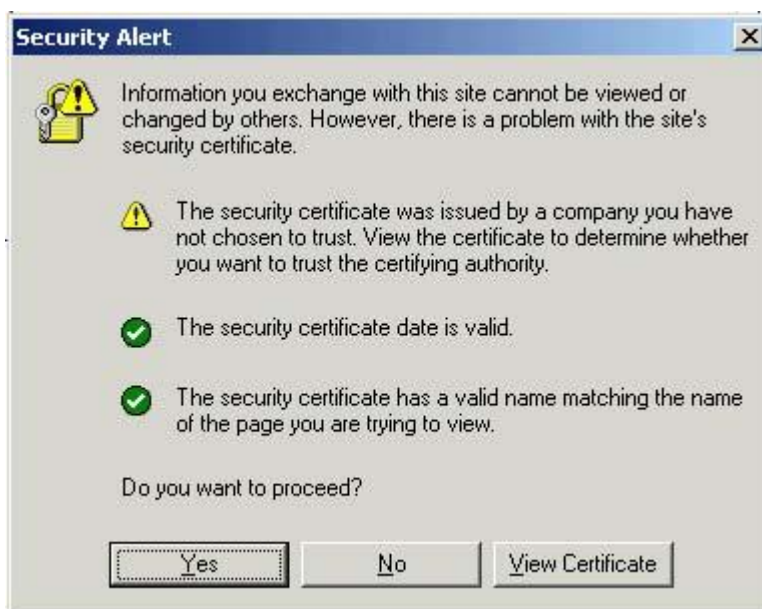 Security Alert
Information you exchange with this site cannot be viewed or
changed by others. However, there is a problem with the site's
security certificate.
The security certificate was issued by a company you have
not chosen to trust. View the certificate to determine whether
you want to trust the certifying authority.
The security certificate date is valid.
The security certificate has a valid name matching the name
of the page you are trying to view.
Do you want to proceed?
Yes No View Certificate